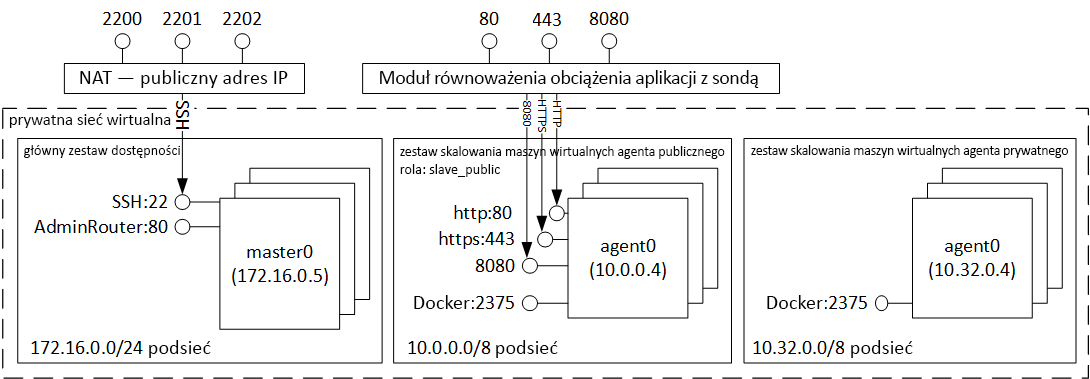 2200
2201
2202
80
443
8080
NAT — publiczny adres IP
Moduł równoważenia obciążenia aplikacji z sondą
SSH
8080
HTTPS
HTTP
prywatna sieć wirtualna
główny zestaw dostępności
SSH:22
AdminRouter:80
master0
(172.16.0.5)
172.16.0.0/24 podsieć
zestaw skalowania maszyn wirtualnych agenta publicznego
rola: slave_public
http:80
https:443
8080
Docker:2375
agent0
(10.0.0.4)
10.0.0.0/8 podsieć
zestaw skalowania maszyn wirtualnych agenta prywatnego
Docker:2375
agent0
(10.32.0.4)
10.32.0.0/8 podsieć